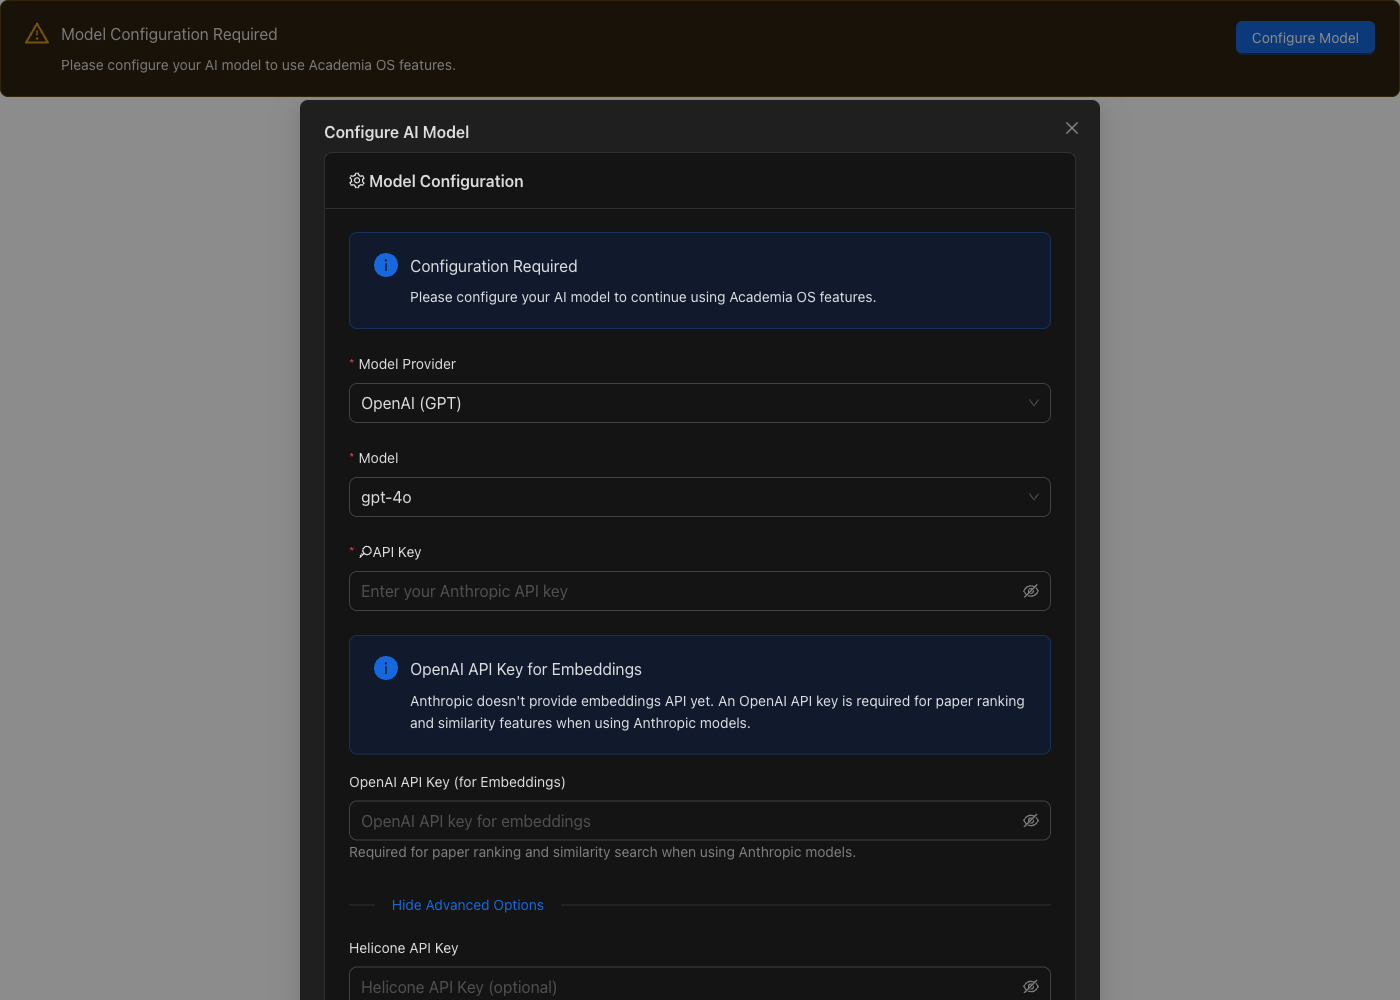 Model Configuration Required
Configure Model
Please configure your AI model to use Academia OS features.
Configure AI Model
Model Configuration
Configuration Required
Please configure your AI model to continue using Academia OS features.
* Model Provider
OpenAI (GPT)
* Model
gpt-4o
* API Key
Enter your Anthropic API key
OpenAI API Key for Embeddings
Anthropic doesn't provide embeddings API yet. An OpenAI API key is required for paper ranking
and similarity features when using Anthropic models.
OpenAI API Key (for Embeddings)
OpenAI API key for embeddings
Required for paper ranking and similarity search when using Anthropic models.
Hide Advanced Options
Helicone API Key
Helicone API Key (optional)